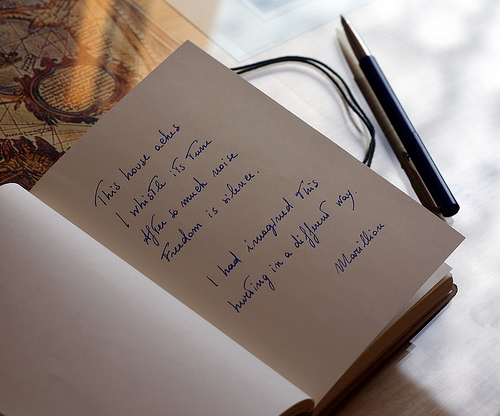 This house aches
I whistle its tune
After so much noise
Freedom is silence.
I had imagined this
hurting in a different way.
Marillion